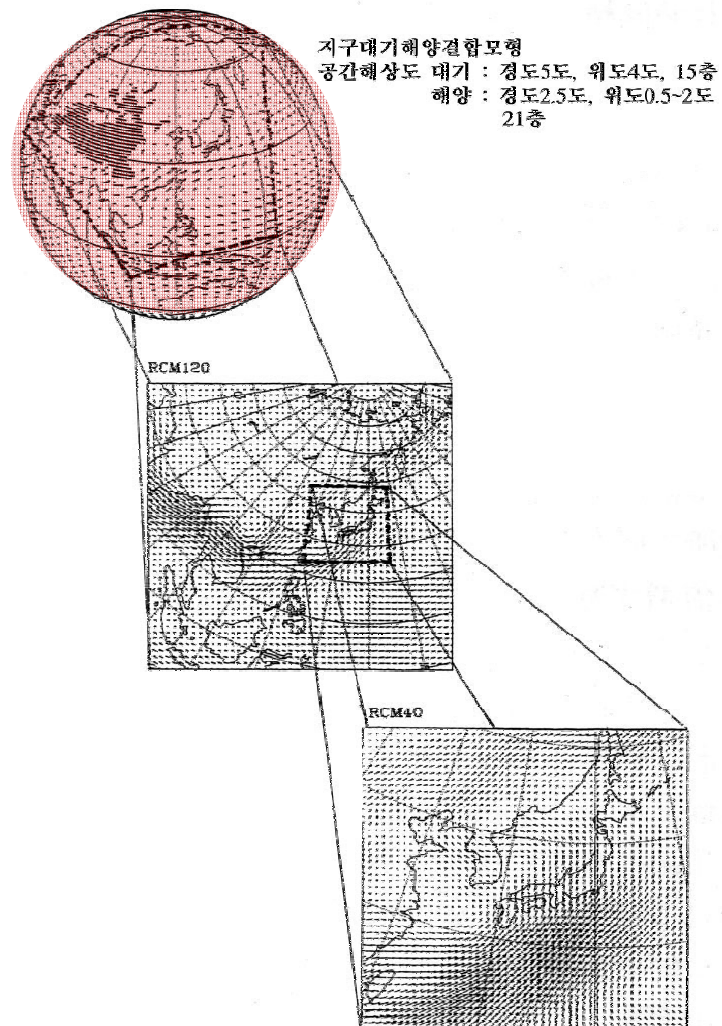 지구대기해양결합모형
공간해상도 대기 : 경도5도, 위도4도, 15층
해양 : 경도2.5도, 위도0.5~2도
21층
RCM120
RCM40